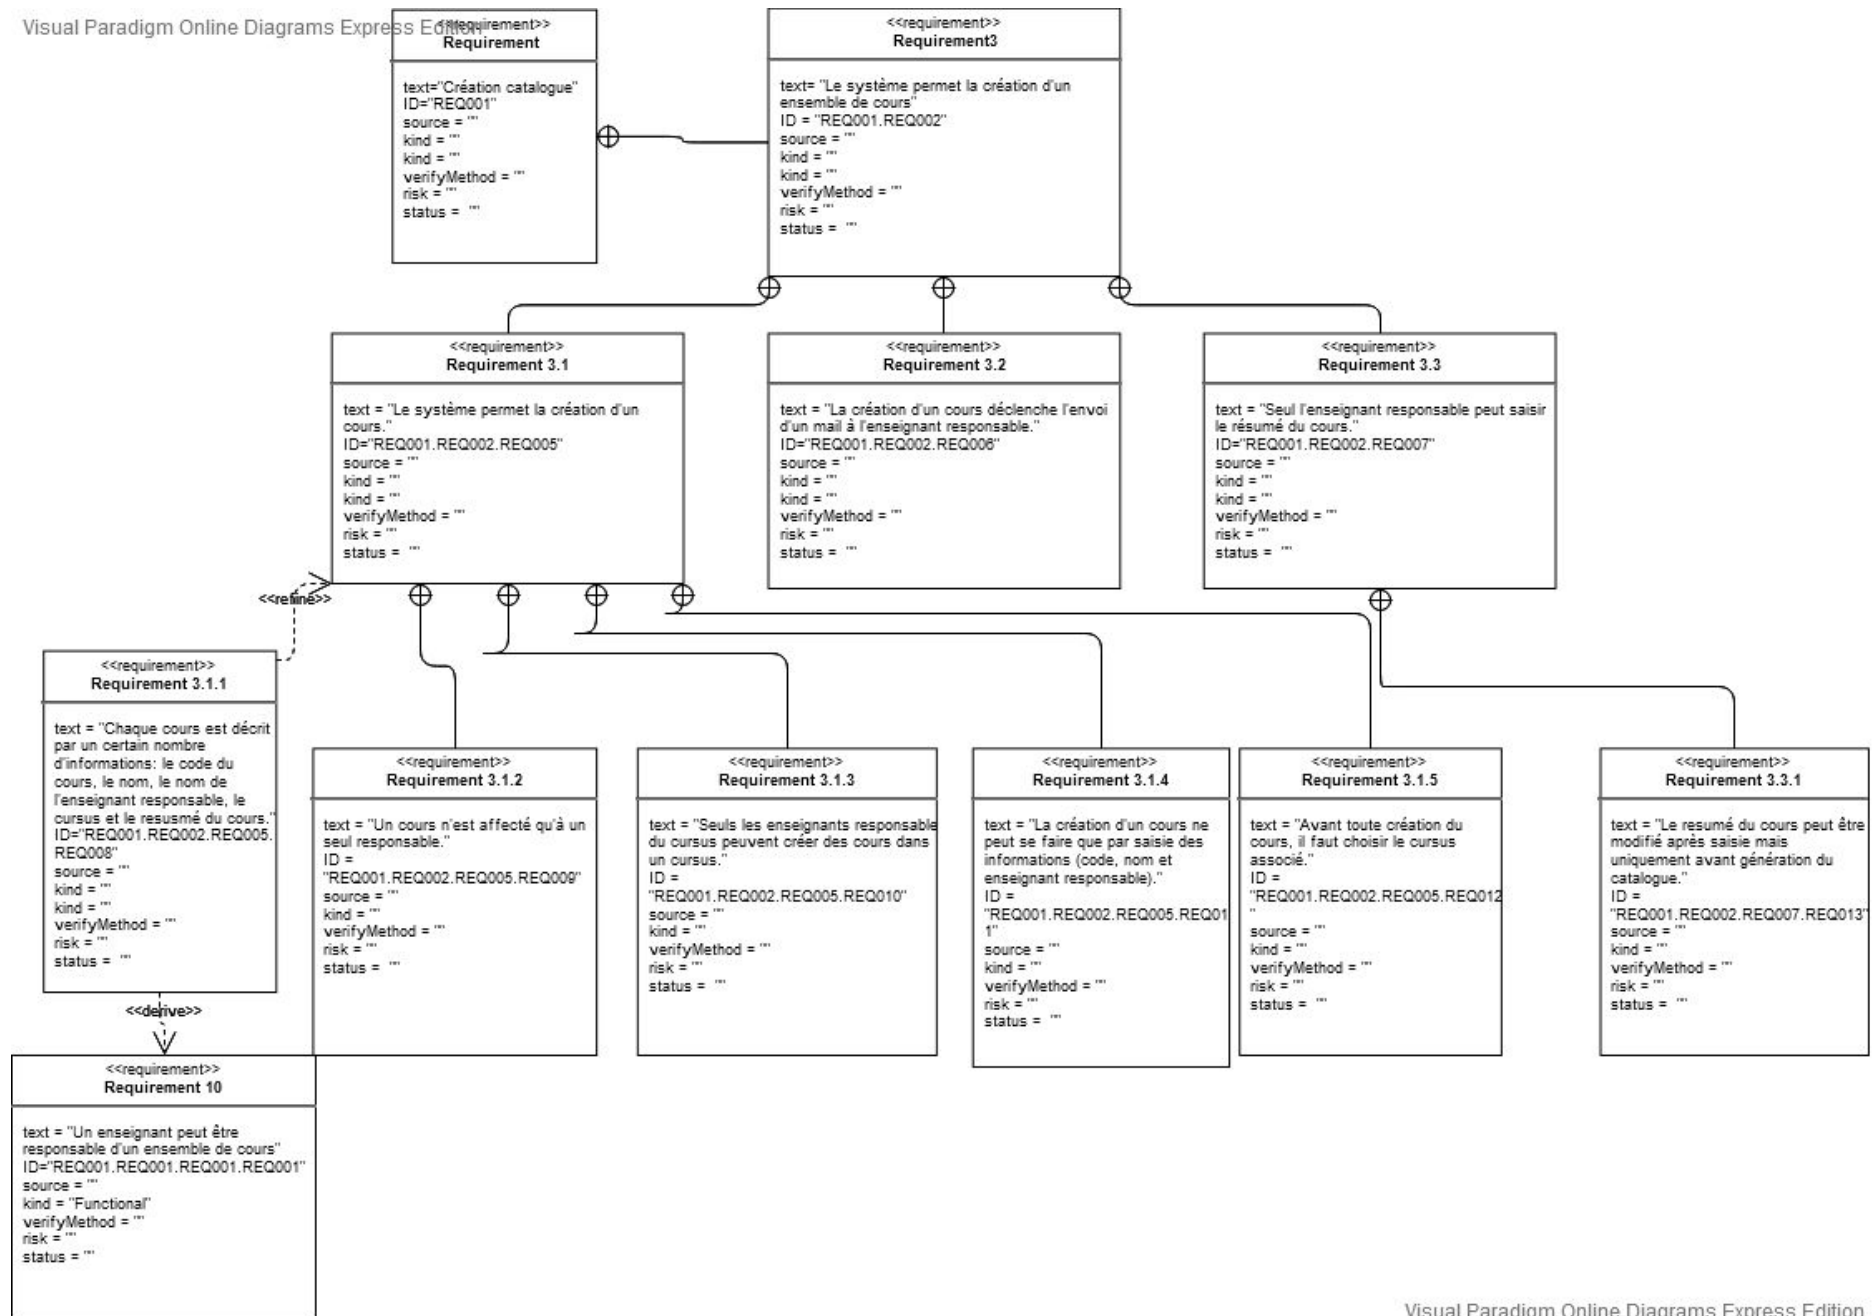 Visual Paradigm Online Diagrams Express Edition
<<requirement>>
Requirement
text="Création catalogue"
ID="REQ001"
source = ""
kind = ""
kind = ""
verifyMethod = ""
risk = ""
status =  ""
<<requirement>>
Requirement3
text= "Le système permet la création d'un
ensemble de cours"
ID = "REQ001.REQ002"
source = ""
kind = ""
kind = ""
verifyMethod = ""
risk = ""
status =  ""
<<requirement>>
Requirement 3.1
text = "Le système permet la création d'un
cours."
ID="REQ001.REQ002.REQ005"
source = ""
kind = ""
kind = ""
verifyMethod = ""
risk = ""
status =  ""
<<requirement>>
Requirement 3.2
text = "La création d'un cours déclenche l'envoi
d'un mail à l'enseignant responsable."
ID="REQ001.REQ002.REQ006"
source = ""
kind = ""
kind = ""
verifyMethod = ""
risk = ""
status =  ""
<<requirement>>
Requirement 3.3
text = "Seul l'enseignant responsable peut saisir
le résumé du cours."
ID="REQ001.REQ002.REQ007"
source = ""
kind = ""
kind = ""
verifyMethod = ""
risk = ""
status =  ""
<<refine>>
<<requirement>>
Requirement 3.1.1
text = "Chaque cours est décrit
par un certain nombre
d'informations: le code du
cours, le nom, le nom de
l'enseignant responsable, le
cursus et le resusmé du cours."
ID="REQ001.REQ002.REQ005.
REQ008"
source = ""
kind = ""
kind = ""
verifyMethod = ""
risk = ""
status =  ""
<<requirement>>
Requirement 3.1.2
text = "Un cours n'est affecté qu'à un
seul responsable."
ID =
"REQ001.REQ002.REQ005.REQ009"
source = ""
kind = ""
verifyMethod = ""
risk = ""
status =  ""
<<requirement>>
Requirement 3.1.3
text = "Seuls les enseignants responsable
du cursus peuvent créer des cours dans
un cursus."
ID =
"REQ001.REQ002.REQ005.REQ010"
source = ""
kind = ""
verifyMethod = ""
risk = ""
status =  ""
<<requirement>>
Requirement 3.1.4
text = "La création d'un cours ne
peut se faire que par saisie des
informations (code, nom et
enseignant responsable)."
ID =
"REQ001.REQ002.REQ005.REQ01
1"
source = ""
kind = ""
verifyMethod = ""
risk = ""
status =  ""
<<requirement>>
Requirement 3.1.5
text = "Avant toute création du
cours, il faut choisir le cursus
associé."
ID =
"REQ001.REQ002.REQ005.REQ012
"
source = ""
kind = ""
verifyMethod = ""
risk = ""
status =  ""
<<requirement>>
Requirement 3.3.1
text = "Le resumé du cours peut être
modifié après saisie mais
uniquement avant génération du
catalogue."
ID =
"REQ001.REQ002.REQ007.REQ013"
source = ""
kind = ""
verifyMethod = ""
risk = ""
status =  ""
<<derive>>
<<requirement>>
Requirement 10
text = "Un enseignant peut être
responsable d'un ensemble de cours"
ID="REQ001.REQ001.REQ001.REQ001"
source = ""
kind = "Functional"
verifyMethod = ""
risk = ""
status = ""
Visual Paradigm Online Diagrams Express Edition